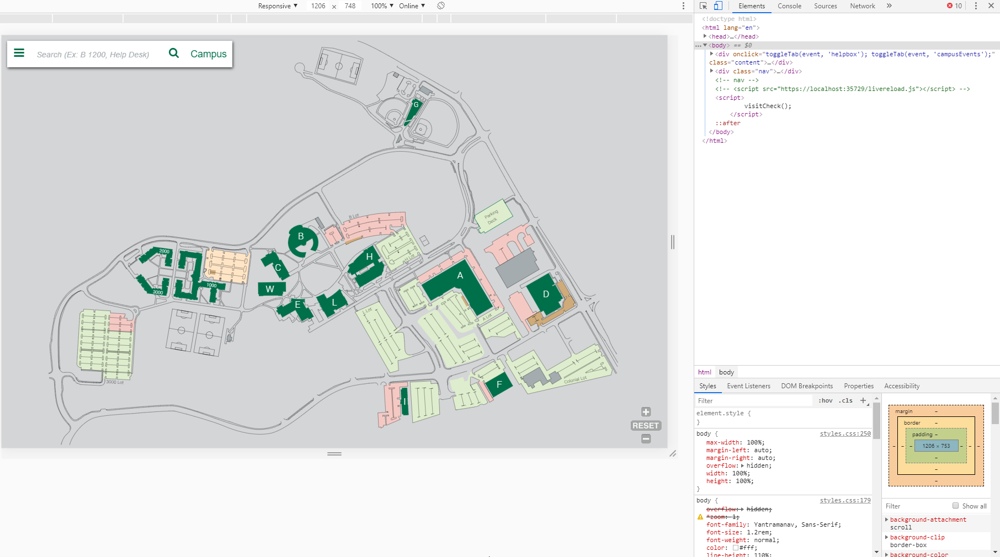 Responsive ▼ 1206 x 748 100% ▼ Online ▼
Search (Ex: B 1200, Help Desk) Campus
G
Parking
Deck
B Lot
B
H
H Lot
2000
C
A
1000
3000
W
D
E
L
L Lot
A Lot
3000 Lot
Colonial Lot
F
I
RESET
Elements Console Sources Network » 10
<!doctype html>
<html lang="en">
<head>…</head>
…<body> == $0
<div onclick="toggleTab(event, 'helpbox'); toggleTab(event, 'campusEvents');"
class="content">…</div>
<div class="nav">…</div>
<!-- nav -->
<!-- <script src="https://localhost:35729/livereload.js"></script> -->
<script>
visitCheck();
</script>
::after
</body>
</html>
html body
Styles Event Listeners DOM Breakpoints Properties Accessibility
Filter :hov .cls +
element.style {
}
body { styles.css:250
max-width: 100%;
margin-left: auto;
margin-right: auto;
overflow: hidden;
width: 100%;
height: 100%;
}
body { styles.css:179
overflow: hidden;
*zoom: 1;
font-family: Yantramanav, Sans-Serif;
font-size: 1.2rem;
font-weight: normal;
color: #fff;
line-height: 110%;
margin –
border –
padding –
– – – 1206 × 753 – – –
–
–
–
Filter Show all
background-attachment
scroll
background-clip
border-box
background-color